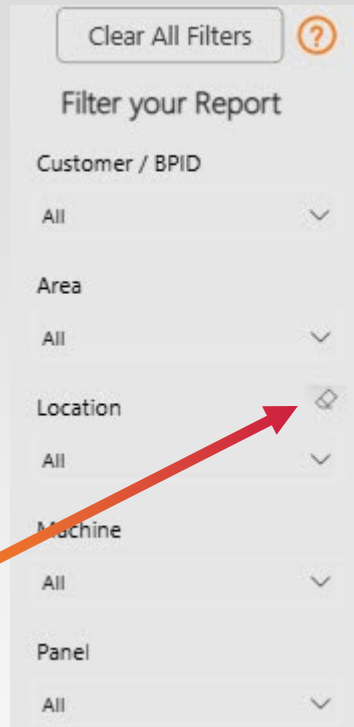 Clear All Filters ?
Filter your Report
Customer / BPID
All
Area
All
Location
All
Machine
All
Panel
All